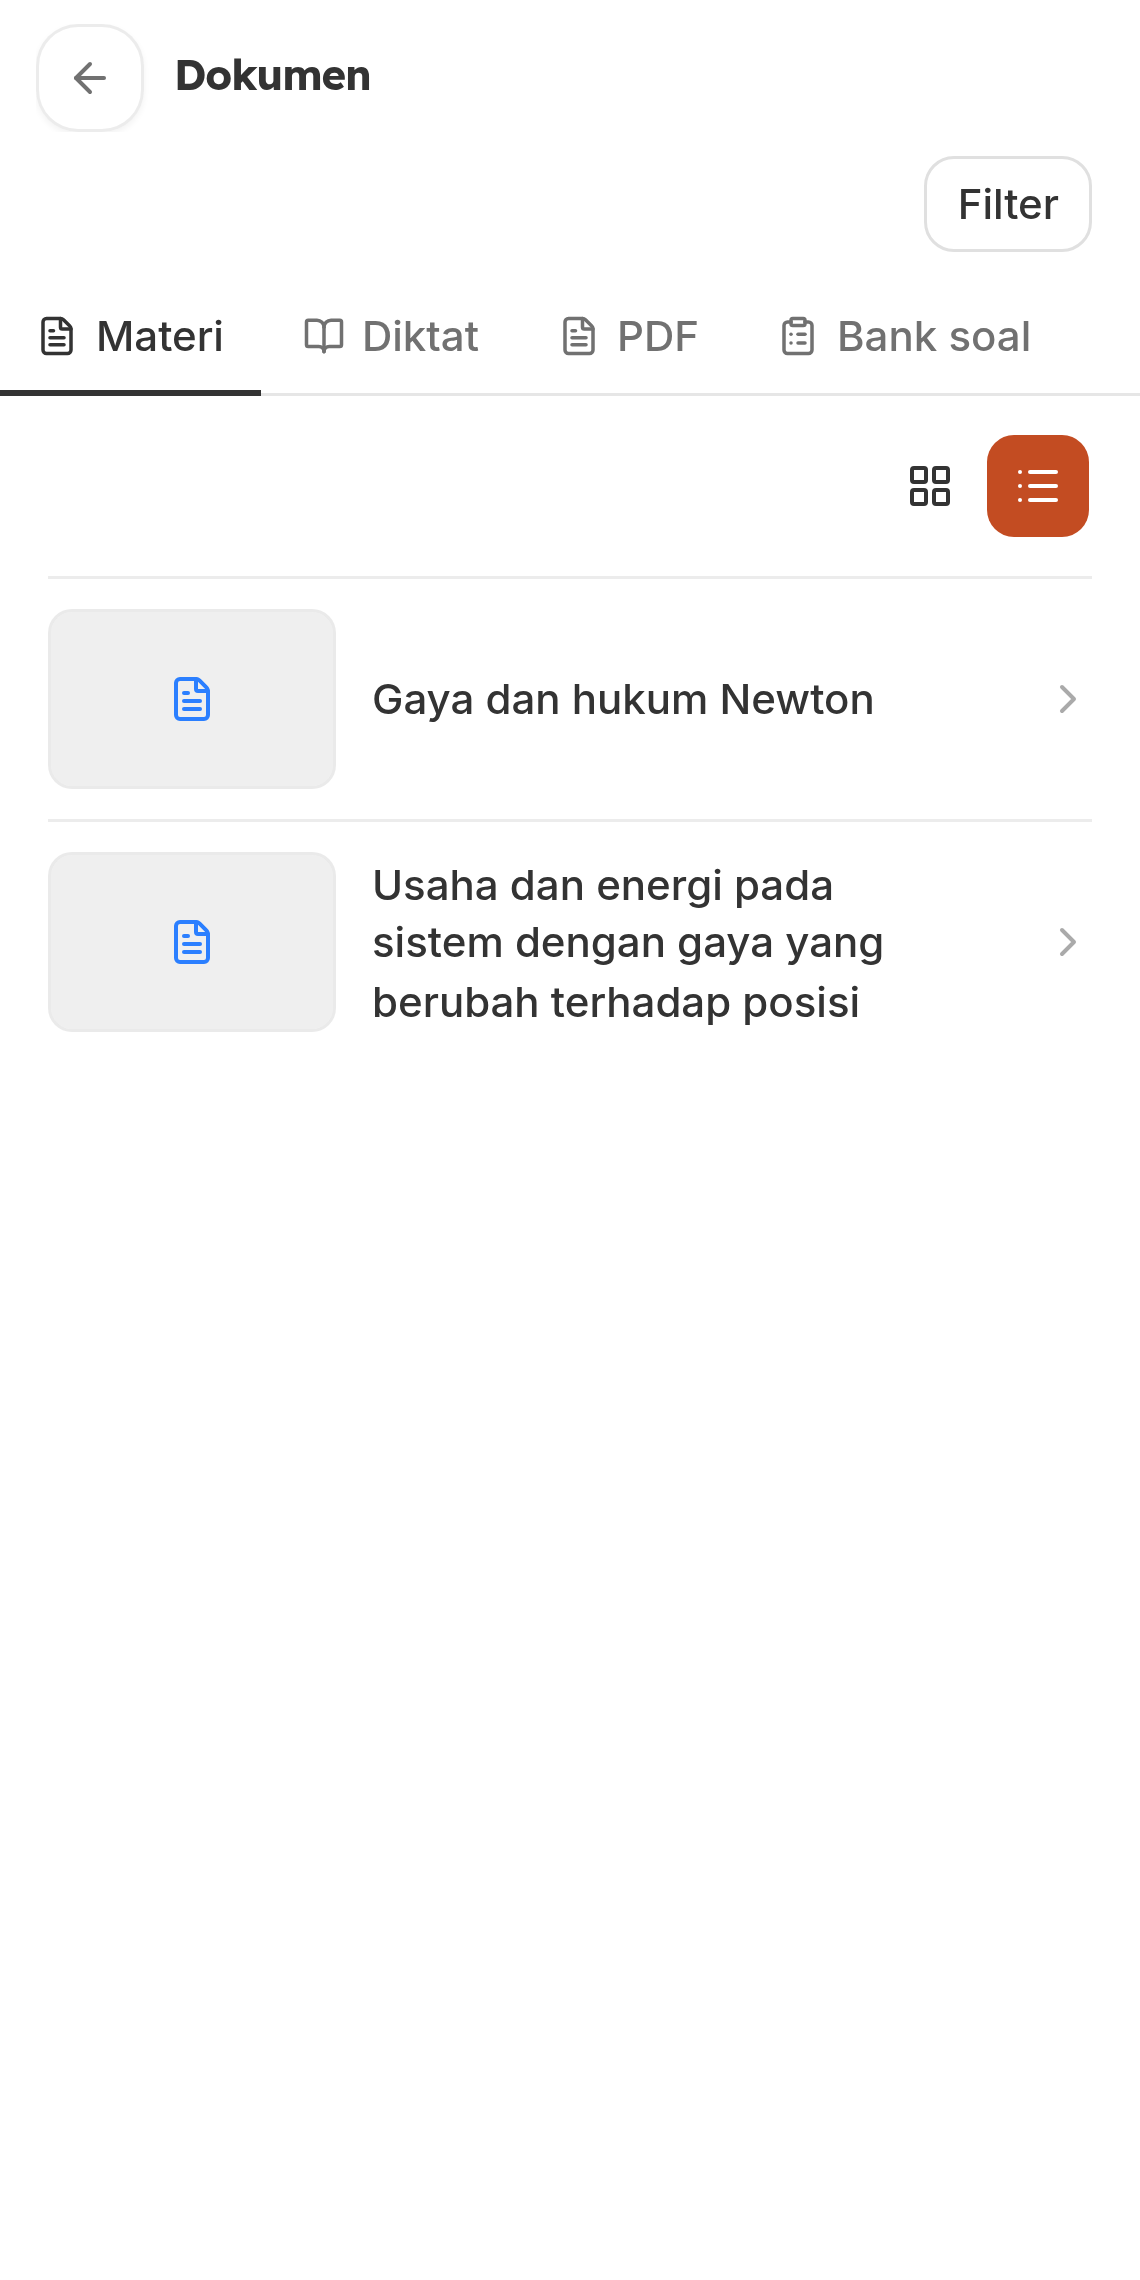 Dokumen
Filter
Materi
Diktat
PDF
Bank soal
Gaya dan hukum Newton
Usaha dan energi pada
sistem dengan gaya yang
berubah terhadap posisi